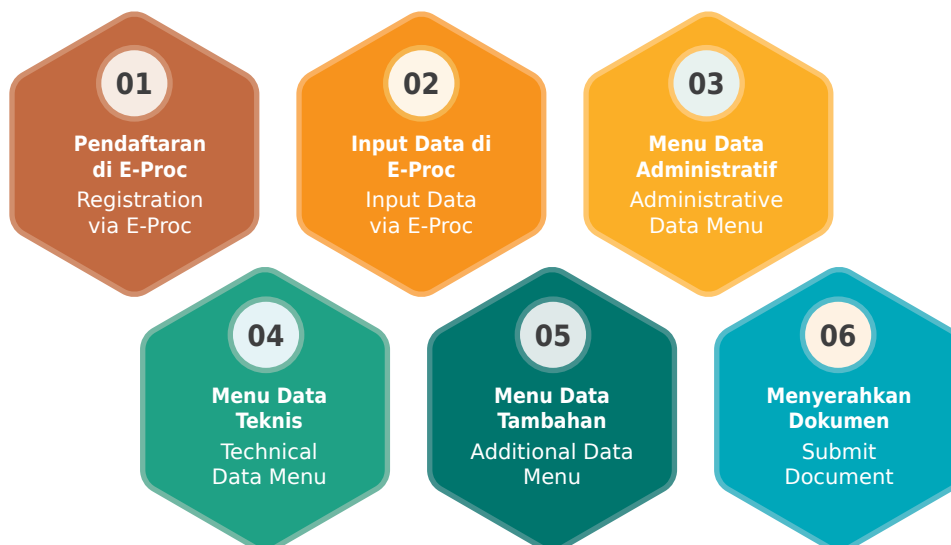 01
Pendaftaran
di E-Proc
Registration
via E-Proc
02
Input Data di
E-Proc
Input Data
via E-Proc
03
Menu Data
Administratif
Administrative
Data Menu
04
Menu Data
Teknis
Technical
Data Menu
05
Menu Data
Tambahan
Additional Data
Menu
06
Menyerahkan
Dokumen
Submit
Document